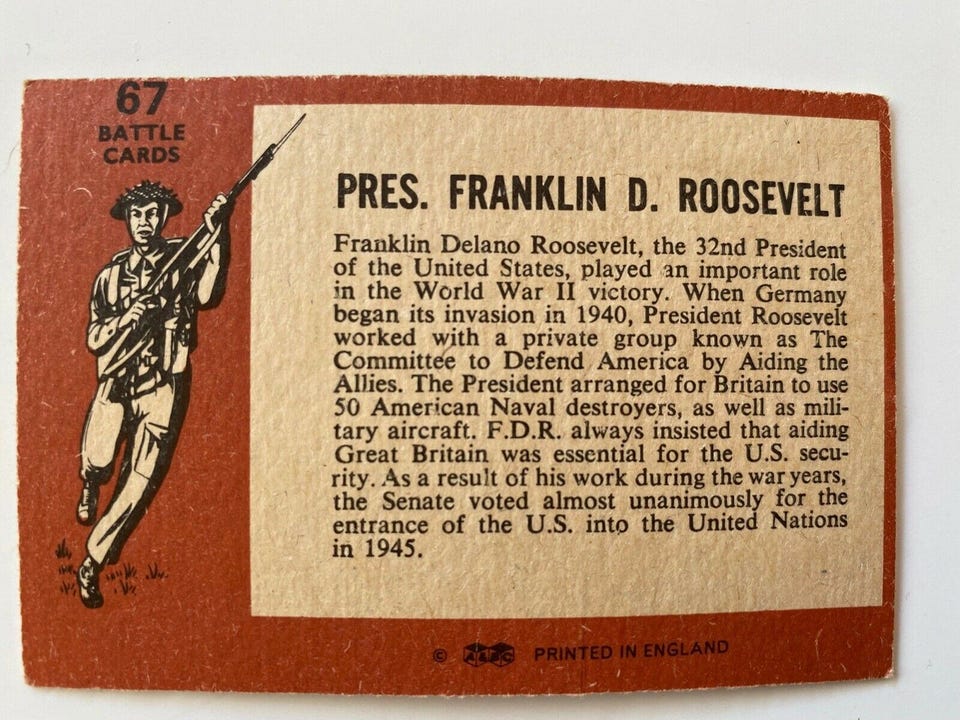 67
BATTLE
CARDS
PRES. FRANKLIN D. ROOSEVELT
Franklin Delano Roosevelt, the 32nd President
of the United States, played an important role
in the World War II victory. When Germany
began its invasion in 1940, President Roosevelt
worked with a private group known as The
Committee to Defend America by Aiding the
Allies. The President arranged for Britain to use
50 American Naval destroyers, as well as mili-
tary aircraft. F.D.R. always insisted that aiding
Great Britain was essential for the U.S. secu-
rity. As a result of his work during the war years,
the Senate voted almost unanimously for the
entrance of the U.S. into the United Nations
in 1945.
© A&BC PRINTED IN ENGLAND